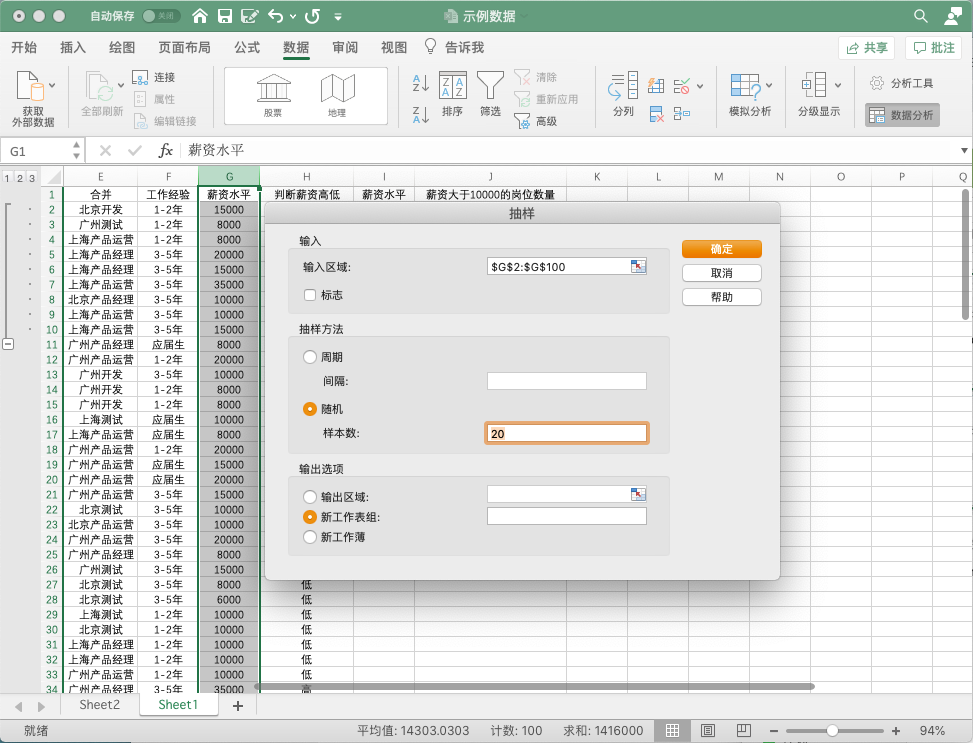 自动保存 关闭 示例数据
开始 插入 绘图 页面布局 公式 数据 审阅 视图 告诉我 共享 批注
获取
外部数据
全部刷新
连接
属性
编辑链接
股票 地理
排序 筛选
清除
重新应用
高级
分列 模拟分析 分级显示
分析工具
数据分析
G1 fx 薪资水平
1 2 3 E F G H I J K L M N O P Q
1 合并 工作经验 薪资水平 判断薪资高低 薪资水平 薪资大于10000的岗位数量
2 北京开发 1-2年 15000
3 广州测试 1-2年 8000
4 上海产品运营 1-2年 8000
5 上海产品运营 3-5年 20000
6 上海产品运营 3-5年 15000
7 上海产品运营 3-5年 35000
8 北京产品经理 3-5年 10000
9 上海产品运营 3-5年 10000
10 上海产品运营 3-5年 15000
11 广州产品经理 应届生 8000
12 广州产品运营 1-2年 20000
13 广州开发 3-5年 10000
14 广州开发 1-2年 8000
15 广州开发 1-2年 8000
16 上海测试 应届生 10000
17 上海产品运营 应届生 8000
18 广州产品运营 1-2年 20000
19 广州产品运营 应届生 15000
20 广州产品运营 应届生 20000
21 广州产品运营 3-5年 15000
22 北京测试 3-5年 10000
23 北京产品运营 3-5年 10000
24 广州产品运营 3-5年 20000
25 广州产品经理 3-5年 8000
26 广州测试 3-5年 15000
27 北京测试 3-5年 8000 低
28 北京测试 3-5年 6000 低
29 上海测试 1-2年 10000 低
30 北京测试 1-2年 10000 低
31 上海产品经理 1-2年 10000 低
32 上海产品经理 1-2年 10000 低
33 广州产品运营 1-2年 10000 低
34 广州产品经理 3-5年 35000 高
抽样
输入
输入区域: $G$2:$G$100
标志
抽样方法
周期
间隔:
随机
样本数: 20
输出选项
输出区域:
新工作表组:
新工作薄
确定
取消
帮助
Sheet2 Sheet1 +
就绪 平均值: 14303.0303 计数: 100 求和: 1416000 94%